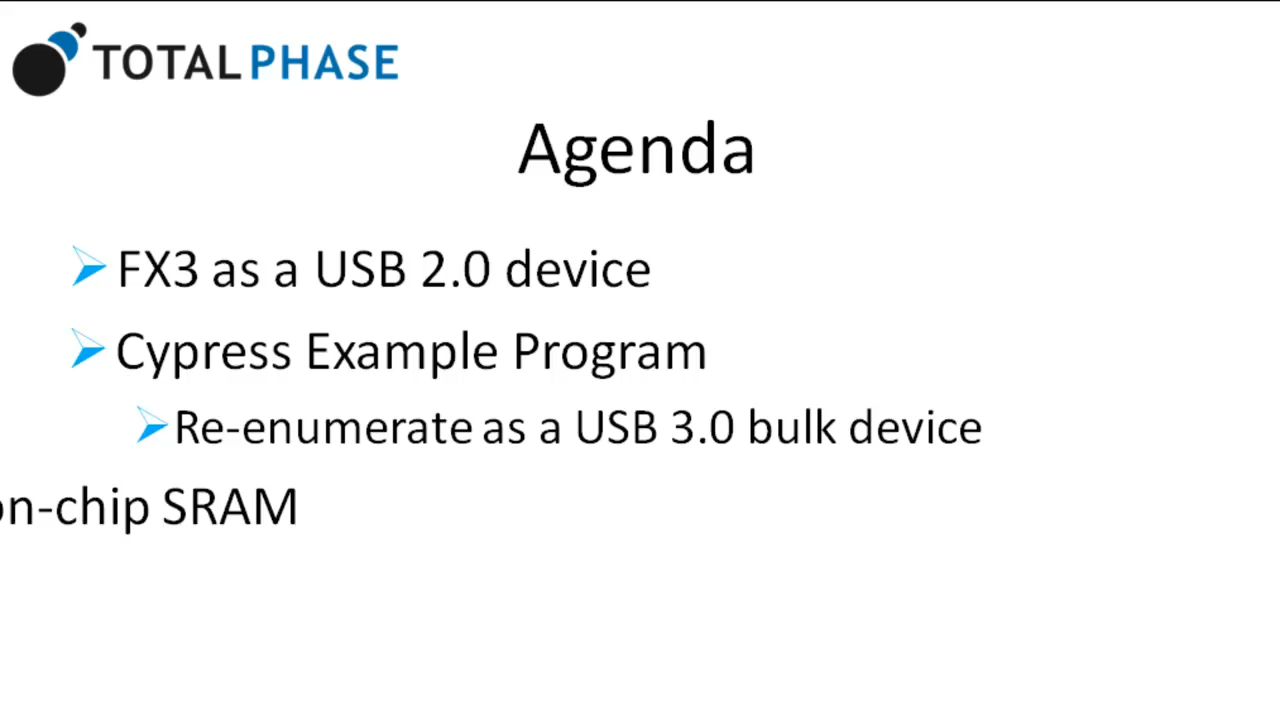 TOTAL PHASE
Agenda
FX3 as a USB 2.0 device
Cypress Example Program
Re-enumerate as a USB 3.0 bulk device
on-chip SRAM